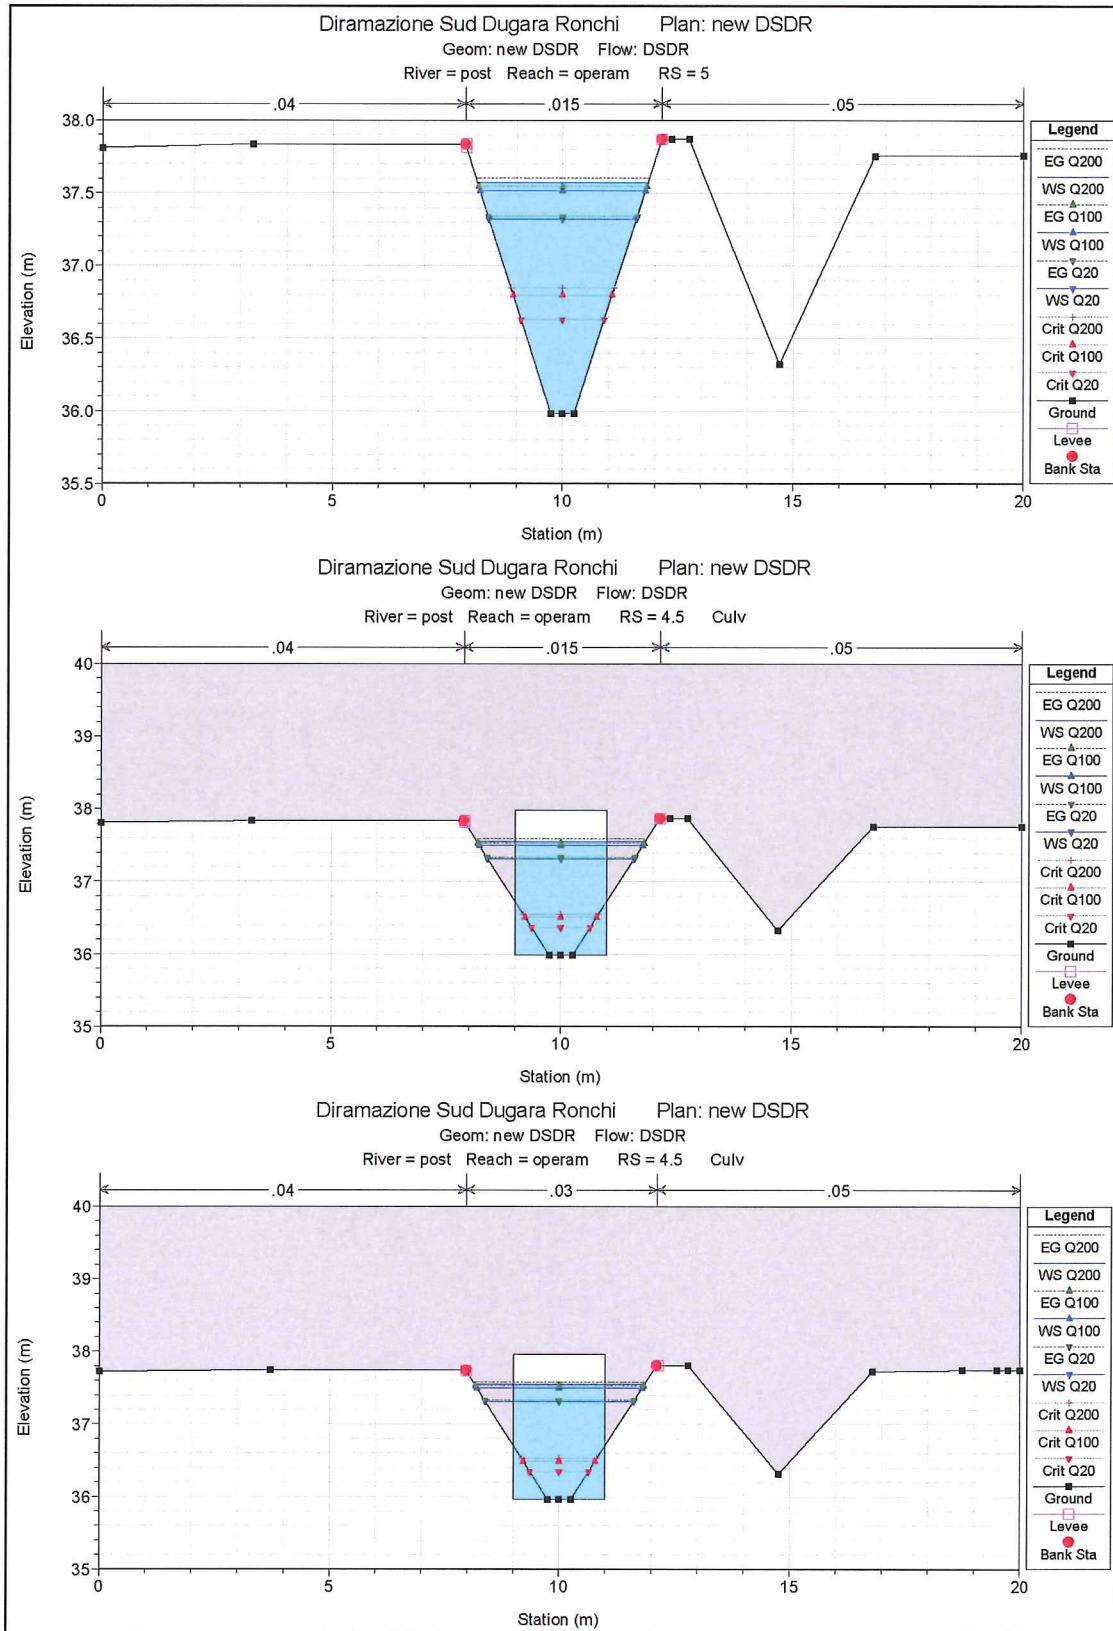 Diramazione Sud Dugara Ronchi Plan: new DSDR
Geom: new DSDR Flow: DSDR
River = post Reach = operam RS = 5
.04 .015 .05
38.0
37.5
37.0
36.5
36.0
35.5
Elevation (m)
0 5 10 15 20
Station (m)
Legend
EG Q200
WS Q200
EG Q100
WS Q100
EG Q20
WS Q20
Crit Q200
Crit Q100
Crit Q20
Ground
Levee
Bank Sta
Diramazione Sud Dugara Ronchi Plan: new DSDR
Geom: new DSDR Flow: DSDR
River = post Reach = operam RS = 4.5 Culv
.04 .015 .05
40
39
38
37
36
35
Elevation (m)
0 5 10 15 20
Station (m)
Legend
EG Q200
WS Q200
EG Q100
WS Q100
EG Q20
WS Q20
Crit Q200
Crit Q100
Crit Q20
Ground
Levee
Bank Sta
Diramazione Sud Dugara Ronchi Plan: new DSDR
Geom: new DSDR Flow: DSDR
River = post Reach = operam RS = 4.5 Culv
.04 .03 .05
40
39
38
37
36
35
Elevation (m)
0 5 10 15 20
Station (m)
Legend
EG Q200
WS Q200
EG Q100
WS Q100
EG Q20
WS Q20
Crit Q200
Crit Q100
Crit Q20
Ground
Levee
Bank Sta